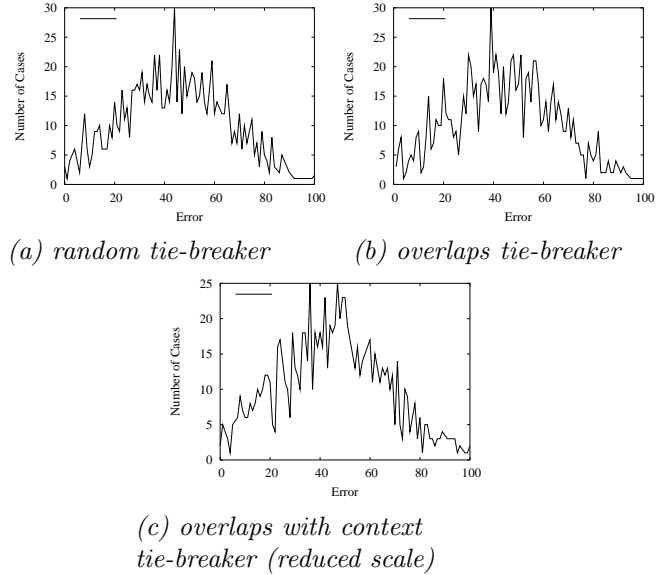 30
25
20
15
10
5
0
Number of Cases
0 20 40 60 80 100
Error
(a) random tie-breaker
30
25
20
15
10
5
0
Number of Cases
0 20 40 60 80 100
Error
(b) overlaps tie-breaker
25
20
15
10
5
0
Number of Cases
0 20 40 60 80 100
Error
(c) overlaps with context
tie-breaker (reduced scale)